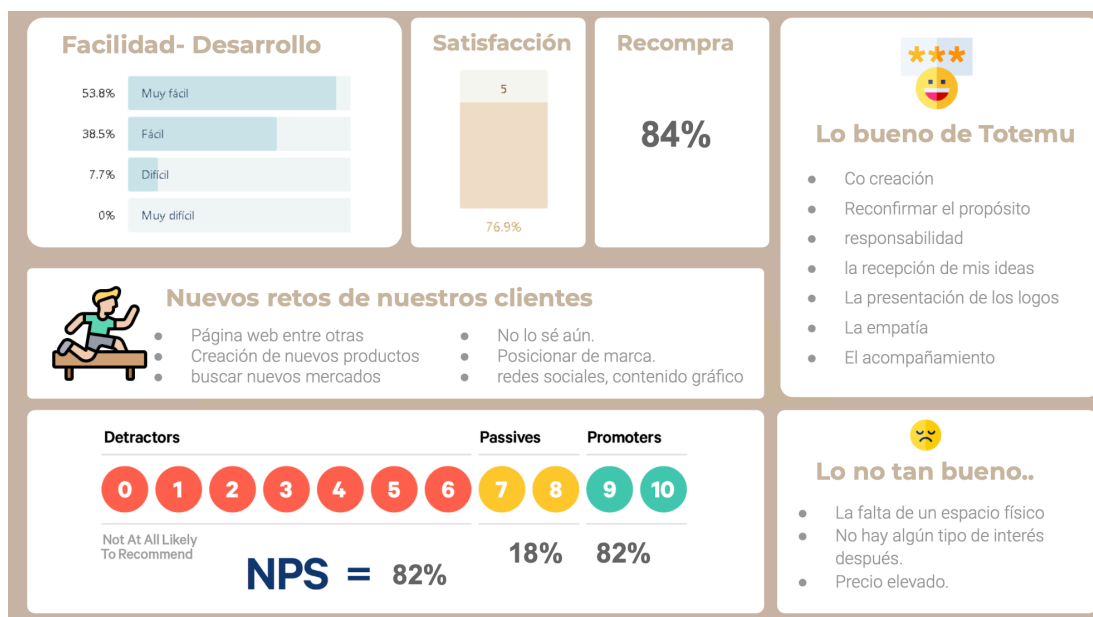 Facilidad- Desarrollo
53.8% Muy fácil
38.5% Fácil
7.7% Difícil
0% Muy difícil
Satisfacción
5
76.9%
Recompra
84%
Lo bueno de Totemu
Co creación
Reconfirmar el propósito
responsabilidad
la recepción de mis ideas
La presentación de los logos
La empatía
El acompañamiento
Nuevos retos de nuestros clientes
Página web entre otras
Creación de nuevos productos
buscar nuevos mercados
No lo sé aún.
Posicionar de marca.
redes sociales, contenido gráfico
Detractors Passives Promoters
0 1 2 3 4 5 6 7 8 9 10
Not At All Likely
To Recommend
18% 82%
NPS = 82%
Lo no tan bueno..
La falta de un espacio físico
No hay algún tipo de interés
después.
Precio elevado.